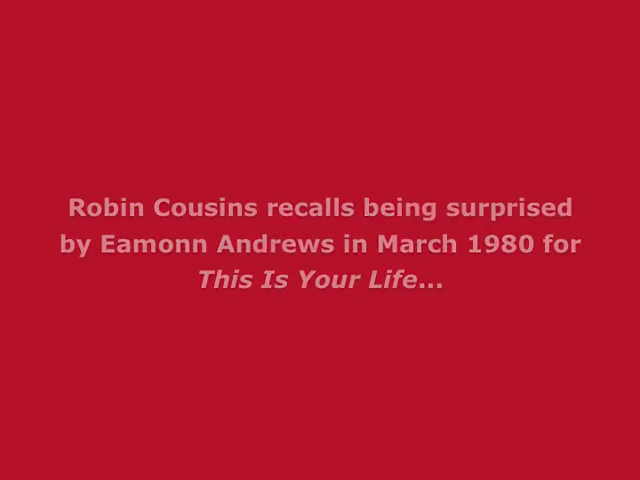 Robin Cousins recalls being surprised
by Eamonn Andrews in March 1980 for
This Is Your Life...